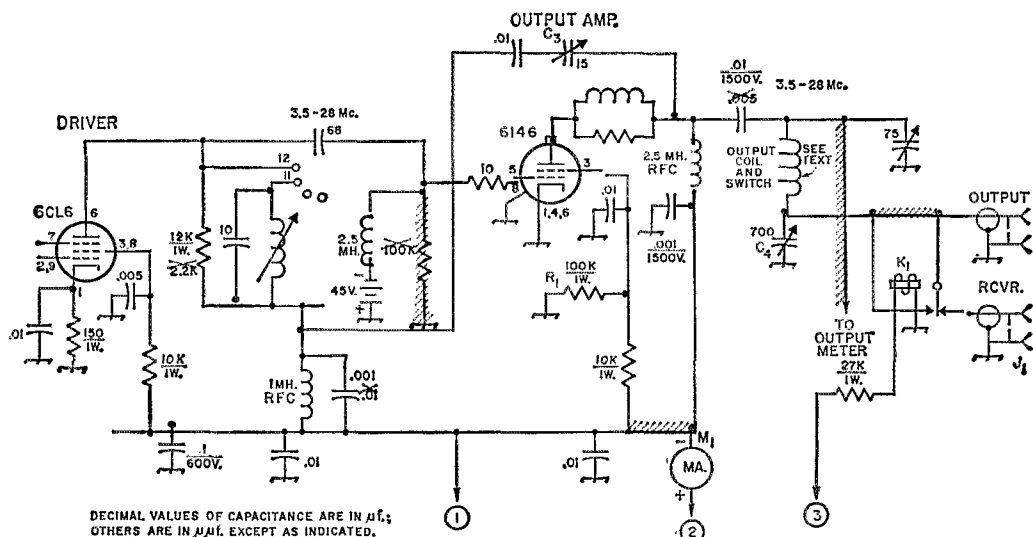 OUTPUT AMP.
.01
C3
15
3.5-28 Mc.
68
DRIVER
6CL6
6
7
2,9
3,8
1
.005
.01
150
1W.
10K
1W.
12K
1W.
2.2K
10
12
11
2.5
MH.
45V.
100K
10
6146
5
8
3
1,4,6
.01
2.5 MH.
RFC
.001
1500V.
R1
100K
1W.
10K
1W.
.01
1500V.
.005
3.5-28 Mc.
OUTPUT
COIL
AND
SWITCH
SEE
TEXT
75
700
C4
TO
OUTPUT
METER
K1
27K
1W.
OUTPUT
RCVR.
J1
1MH.
RFC
.001
.01
.1
600V.
.01
.01
M1
MA.
1
2
3
DECIMAL VALUES OF CAPACITANCE ARE IN µf.;
OTHERS ARE IN µµf. EXCEPT AS INDICATED.